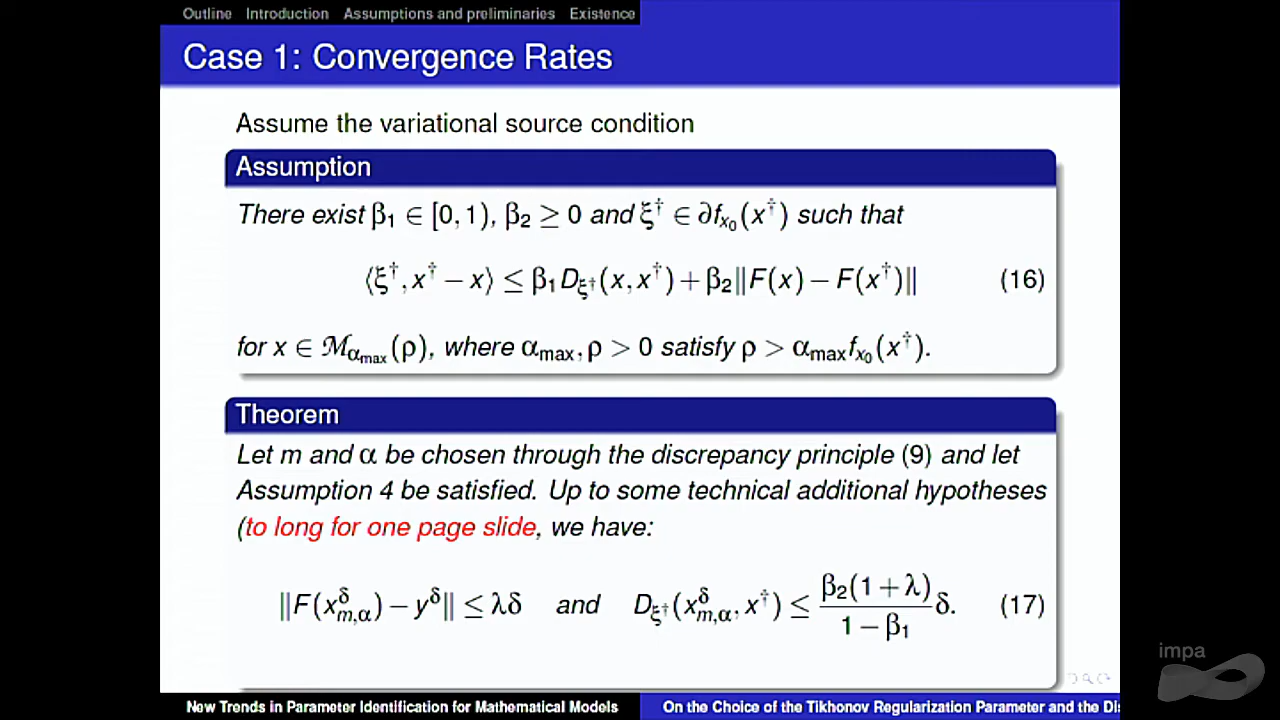 Outline Introduction Assumptions and preliminaries Existence
Case 1: Convergence Rates
Assume the variational source condition
Assumption
There exist β₁ ∈ [0, 1), β₂ ≥ 0 and ξ† ∈ ∂f_{x₀}(x†) such that
⟨ξ†, x† − x⟩ ≤ β₁D_{ξ†}(x, x†) + β₂‖F(x) − F(x†)‖ (16)
for x ∈ ℳ_{α_max}(ρ), where α_max, ρ > 0 satisfy ρ > α_max f_{x₀}(x†).
Theorem
Let m and α be chosen through the discrepancy principle (9) and let
Assumption 4 be satisfied. Up to some technical additional hypotheses
(to long for one page slide, we have:
‖F(x^δ_{m,α}) − y^δ‖ ≤ λδ and D_{ξ†}(x^δ_{m,α}, x†) ≤ \frac{β₂(1 + λ)}{1 − β₁}δ. (17)
impa
New Trends in Parameter Identification for Mathematical Models On the Choice of the Tikhonov Regularization Parameter and the Dis